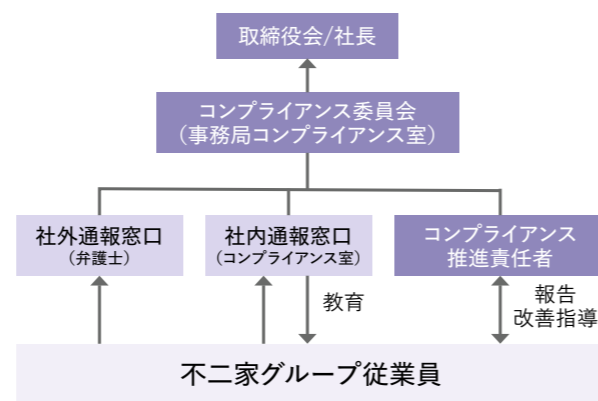 取締役会/社長
コンプライアンス委員会
（事務局コンプライアンス室）
社外通報窓口
（弁護士）
社内通報窓口
（コンプライアンス室）
コンプライアンス
推進責任者
教育
報告
改善指導
不二家グループ従業員